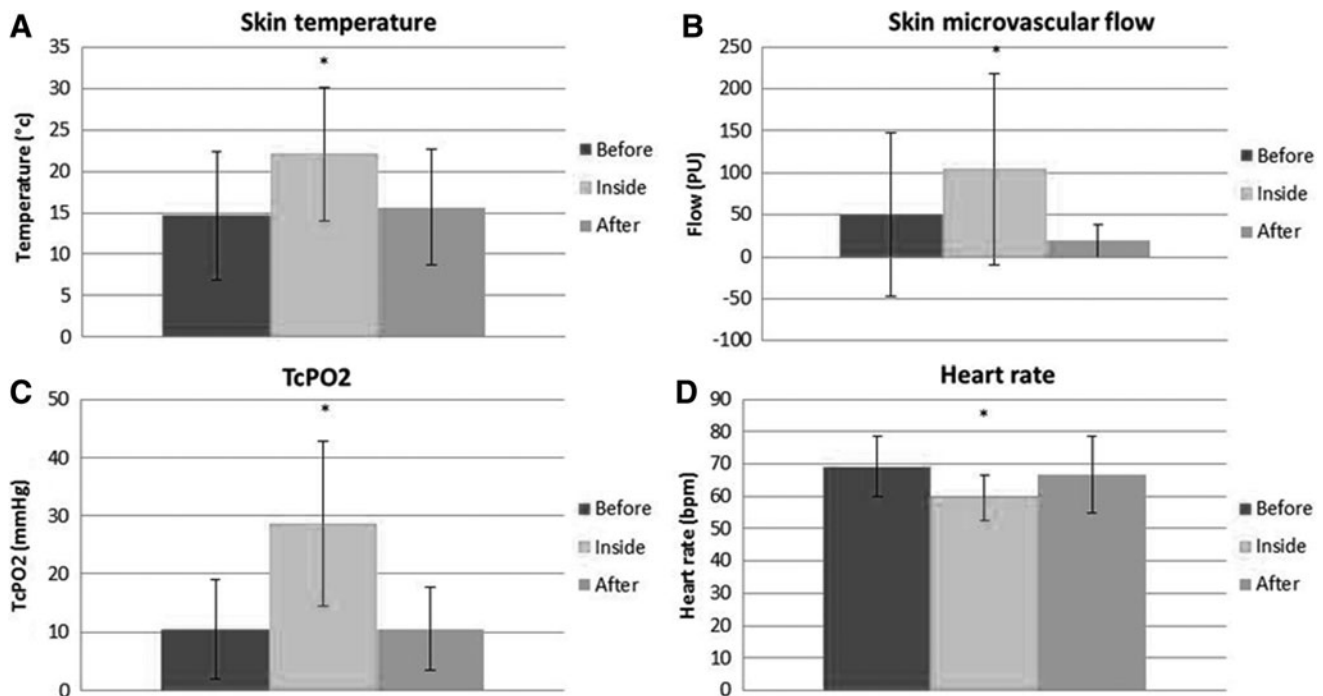 A
Skin temperature
Temperature (°c)
35
*
30
25
20
15
10
5
0
Before
Inside
After
B
Skin microvascular flow
Flow (PU)
250
*
200
150
100
50
0
-50
-100
Before
Inside
After
C
TcPO2
TcPO2 (mmHg)
50
*
40
30
20
10
0
Before
Inside
After
D
Heart rate
Heart rate (bpm)
90
*
80
70
60
50
40
30
20
10
0
Before
Inside
After